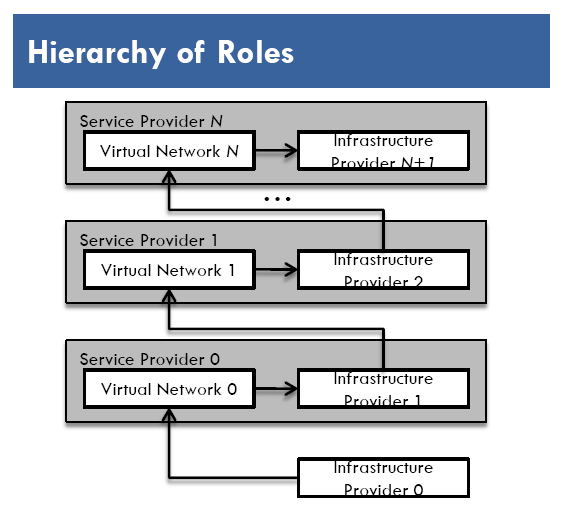 Hierarchy of Roles
Service Provider N
Virtual Network N
Infrastructure
Provider N+1
...
Service Provider 1
Virtual Network 1
Infrastructure
Provider 2
Service Provider 0
Virtual Network 0
Infrastructure
Provider 1
Infrastructure
Provider 0